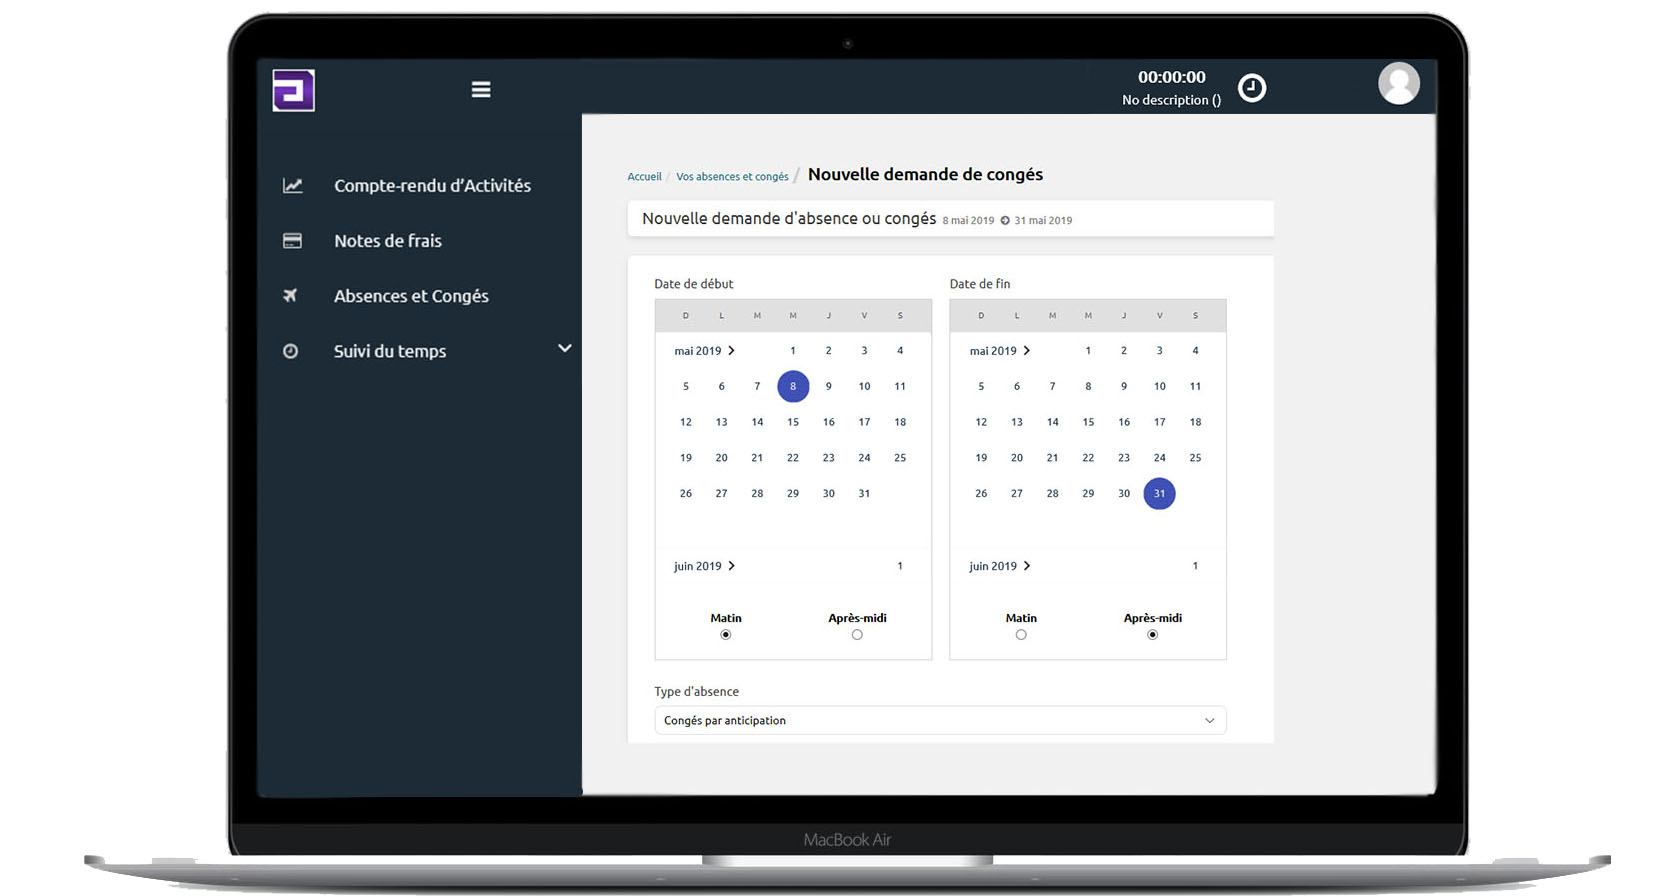 00:00:00
No description ()
Compte-rendu d'Activités
Notes de frais
Absences et Congés
Suivi du temps
Accueil / Vos absences et congés / Nouvelle demande de congés
Nouvelle demande d'absence ou congés 8 mai 2019 31 mai 2019
Date de début
D L M M J V S
mai 2019 1 2 3 4
5 6 7 8 9 10 11
12 13 14 15 16 17 18
19 20 21 22 23 24 25
26 27 28 29 30 31
juin 2019 1
Matin Après-midi
Date de fin
D L M M J V S
mai 2019 1 2 3 4
5 6 7 8 9 10 11
12 13 14 15 16 17 18
19 20 21 22 23 24 25
26 27 28 29 30 31
juin 2019 1
Matin Après-midi
Type d'absence
Congés par anticipation
MacBook Air